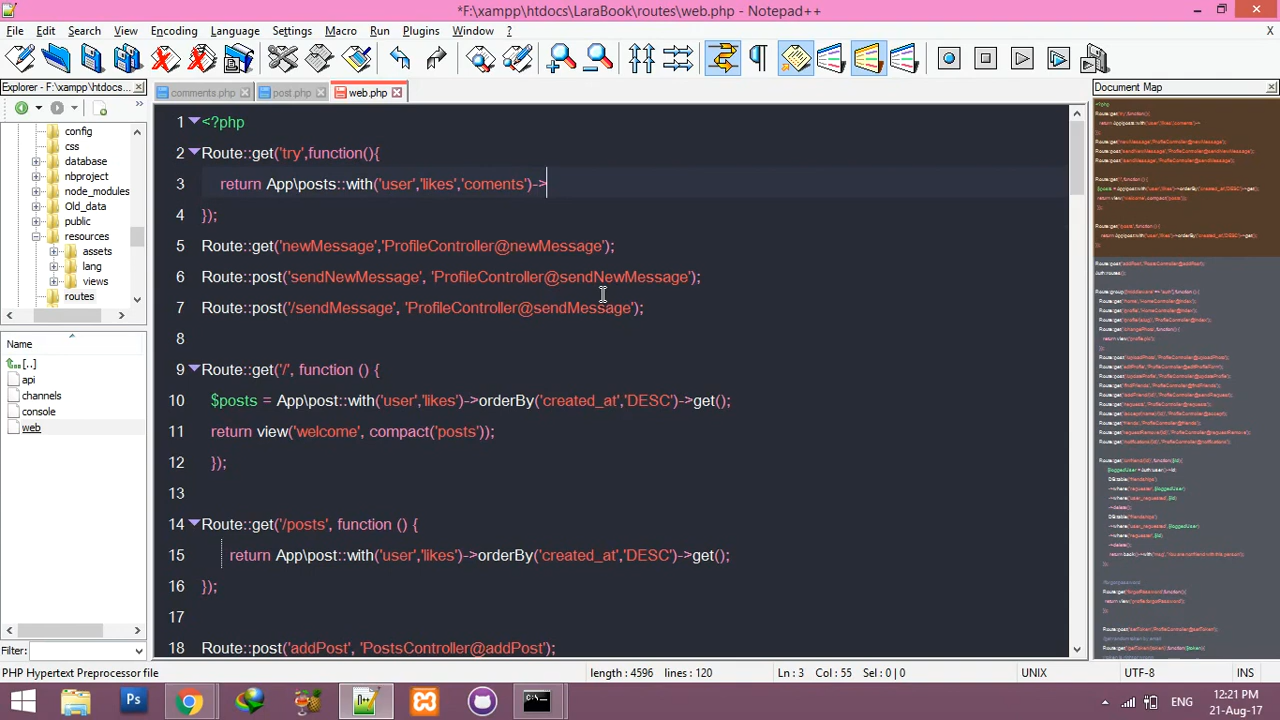 *F:\xampp\htdocs\LaraBook\routes\web.php - Notepad++
File Edit Search View Encoding Language Settings Macro Run Plugins Window ? X
Explorer - F:\xampp\htdocs...
comments.php post.php web.php
Document Map
config
css
database
nbproject
node_modules
Old_data
public
resources
assets
lang
views
routes
Name
[..]
api
channels
console
web
Filter:
1 <?php
2 Route::get('try',function(){
3 return App\posts::with('user','likes','coments')->
4 });
5 Route::get('newMessage','ProfileController@newMessage');
6 Route::post('sendNewMessage', 'ProfileController@sendNewMessage');
7 Route::post('/sendMessage', 'ProfileController@sendMessage');
8
9 Route::get('/', function () {
10 $posts = App\post::with('user','likes')->orderBy('created_at','DESC')->get();
11 return view('welcome', compact('posts'));
12 });
13
14 Route::get('/posts', function () {
15 return App\post::with('user','likes')->orderBy('created_at','DESC')->get();
16 });
17
18 Route::post('addPost', 'PostsController@addPost');
PHP Hypertext Preprocessor file length : 4596 lines : 120 Ln : 3 Col : 55 Sel : 0 | 0 UNIX UTF-8 INS
Ps
ENG
12:21 PM
21-Aug-17